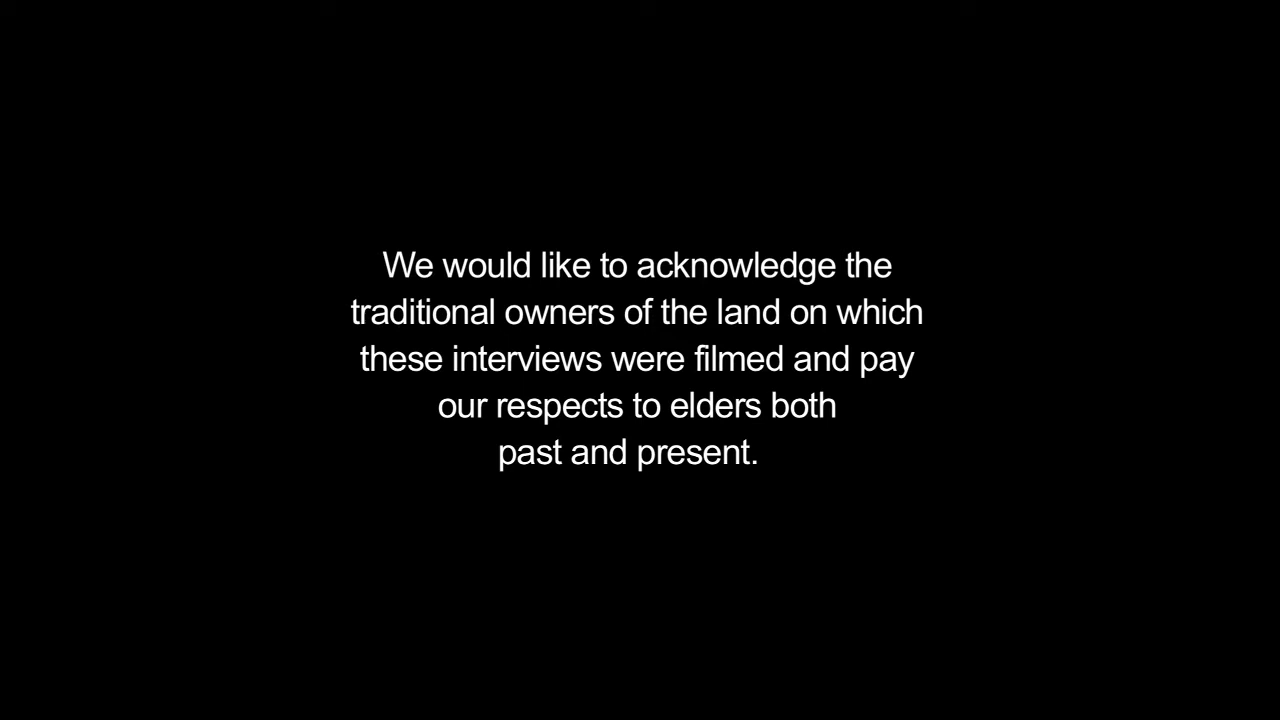 We would like to acknowledge the
traditional owners of the land on which
these interviews were filmed and pay
our respects to elders both
past and present.